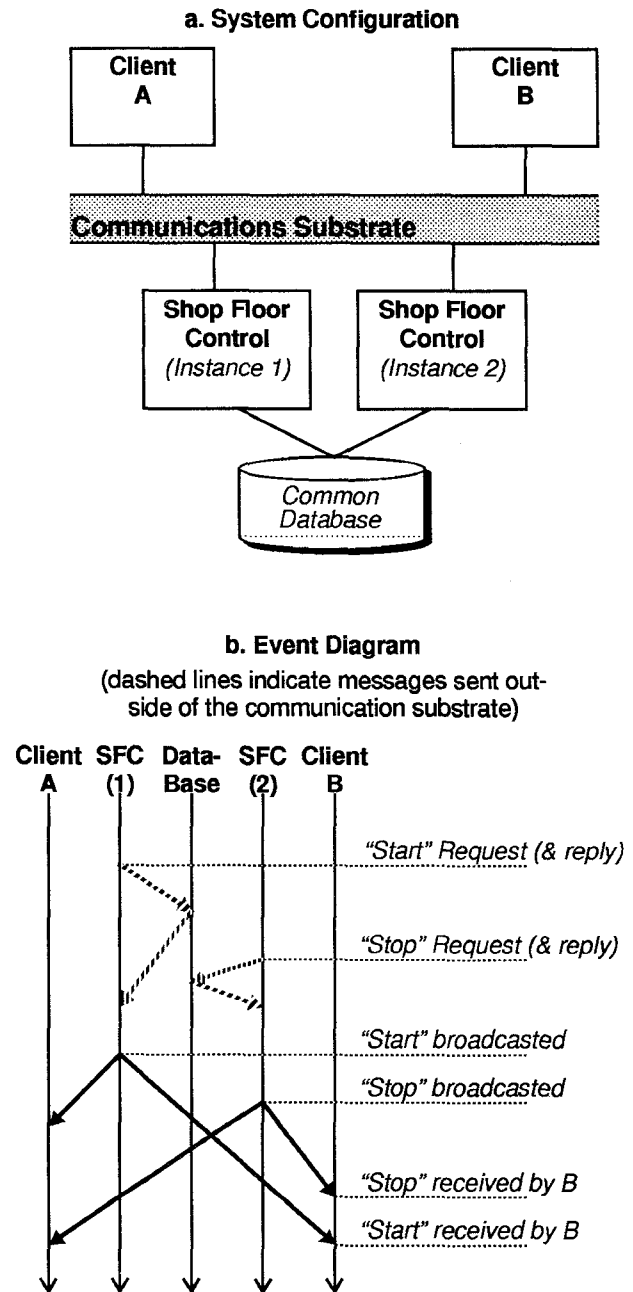 a. System Configuration
Client
A
Client
B
Communications Substrate
Shop Floor
Control
(Instance 1)
Shop Floor
Control
(Instance 2)
Common
Database
b. Event Diagram
(dashed lines indicate messages sent out-
side of the communication substrate)
Client SFC Data- SFC Client
A (1) Base (2) B
"Start" Request (& reply)
"Stop" Request (& reply)
"Start" broadcasted
"Stop" broadcasted
"Stop" received by B
"Start" received by B